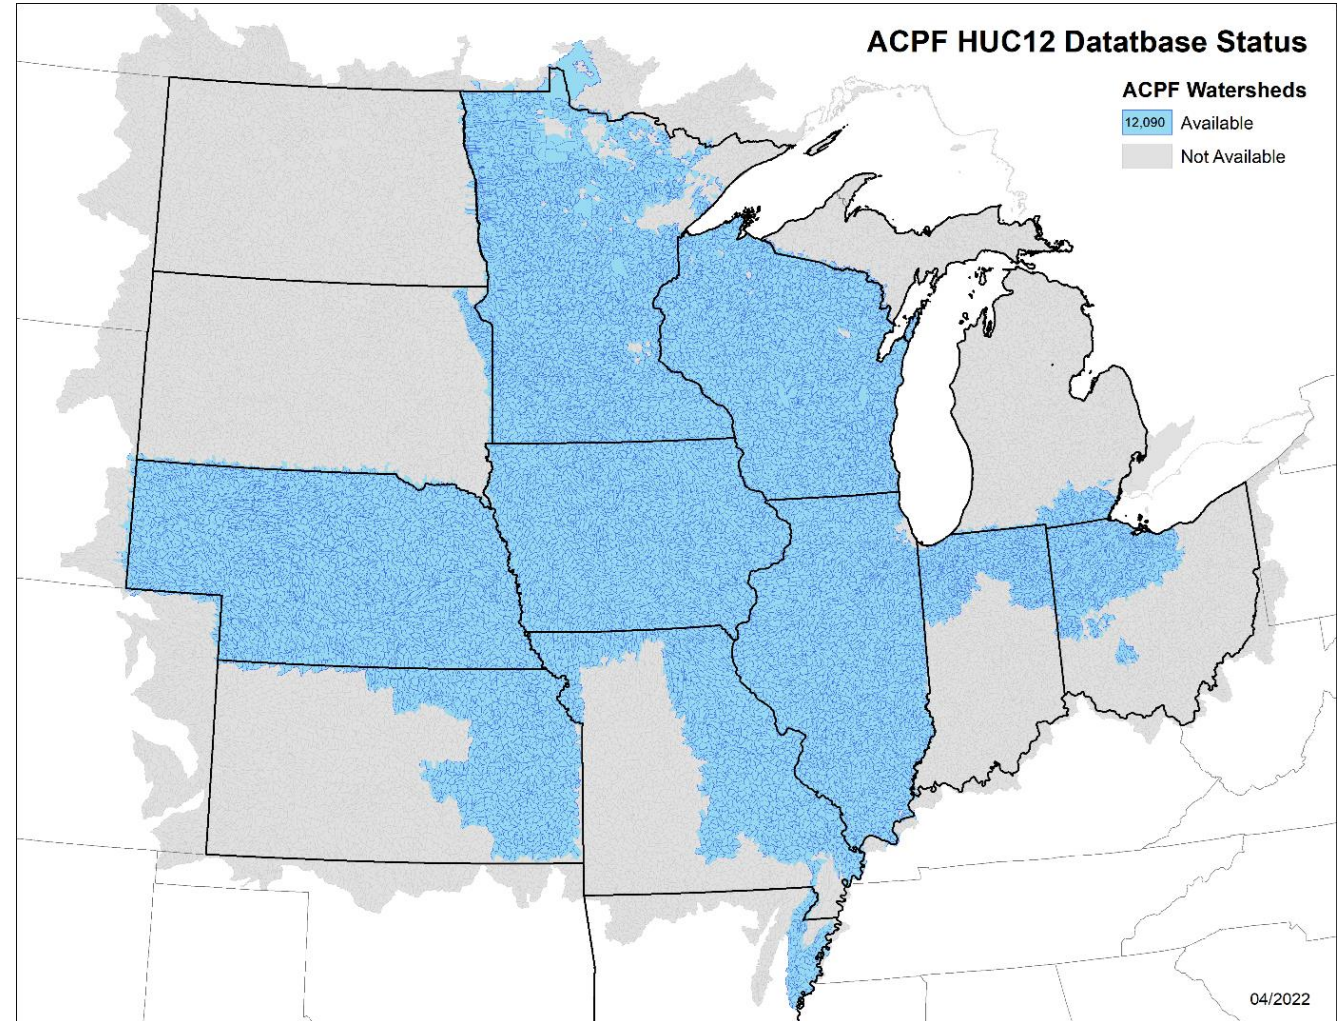 ACPF HUC12 Datatbase Status
ACPF Watersheds
12,090 Available
Not Available
04/2022